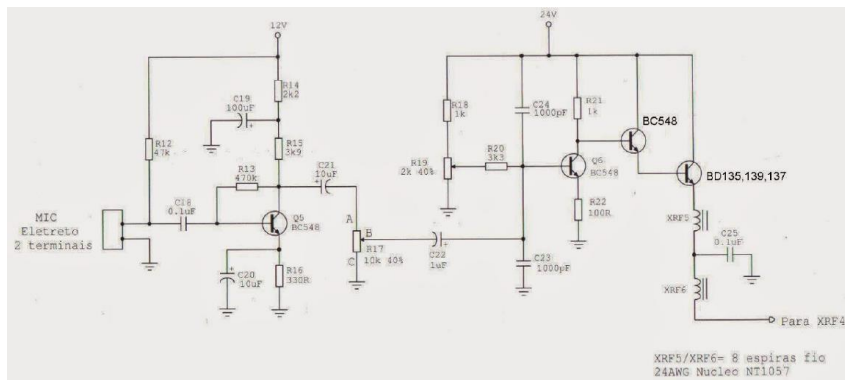 12V
24V
R14
2k2
C19
100uF
R12
47k
R15
3k9
R13
470k
C21
10uF
C18
0.1uF
MIC
Eletreto
2 terminais
Q5
BC548
C20
10uF
R16
330R
A
B
C
R17
10k 40%
C22
1uF
R18
1k
C24
1000pF
R21
1k
BC548
R19
2k 40%
R20
3k3
Q6
BC548
BD135,139,137
R22
100R
C23
1000pF
XRF5
C25
0.1uF
XRF6
Para XRF4
XRF5/XRF6= 8 espiras fio
24AWG Nucleo NT1057